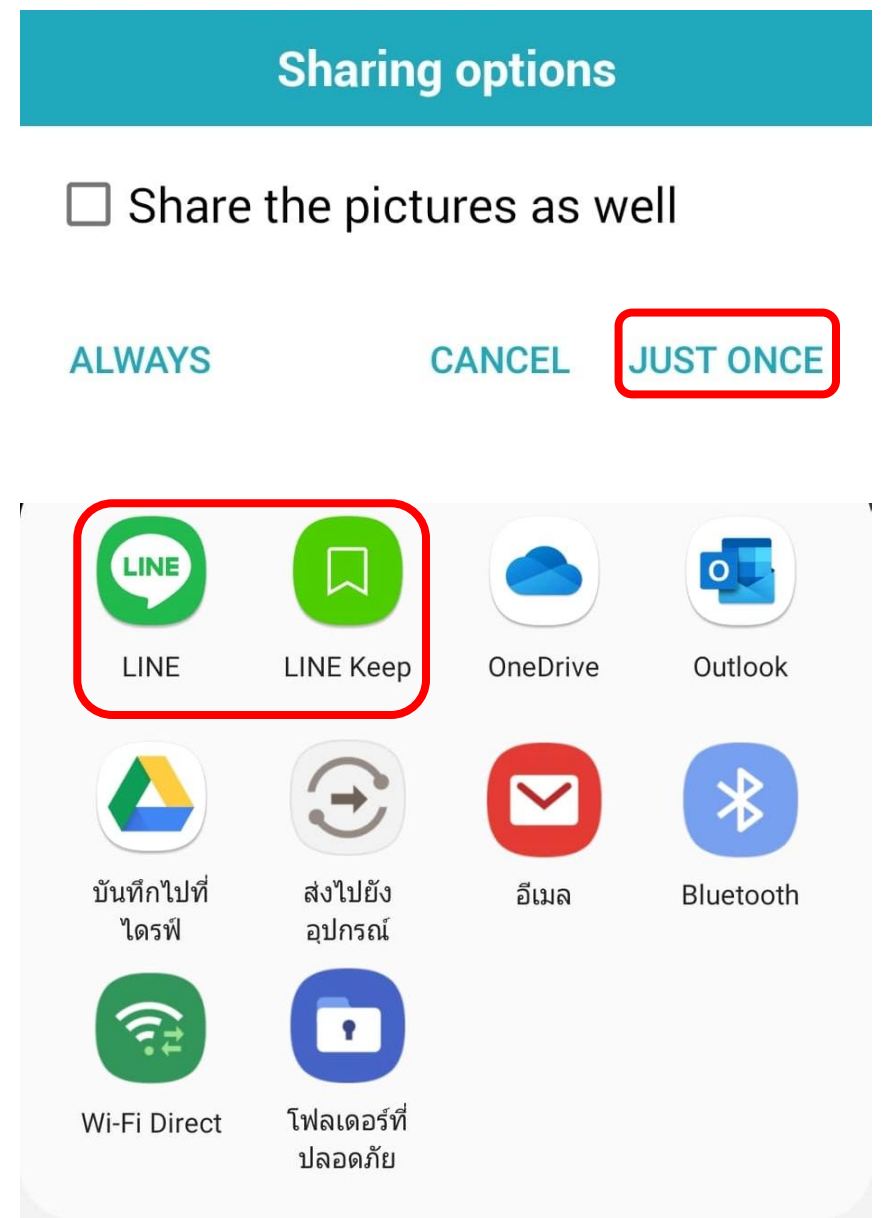 Sharing options
Share the pictures as well
ALWAYS CANCEL JUST ONCE
LINE
O
LINE LINE Keep OneDrive Outlook
บันทึกไปที่ ส่งไปยัง อีเมล Bluetooth
ไดรฟ์ อุปกรณ์
Wi-Fi Direct โฟลเดอร์ที่
ปลอดภัย